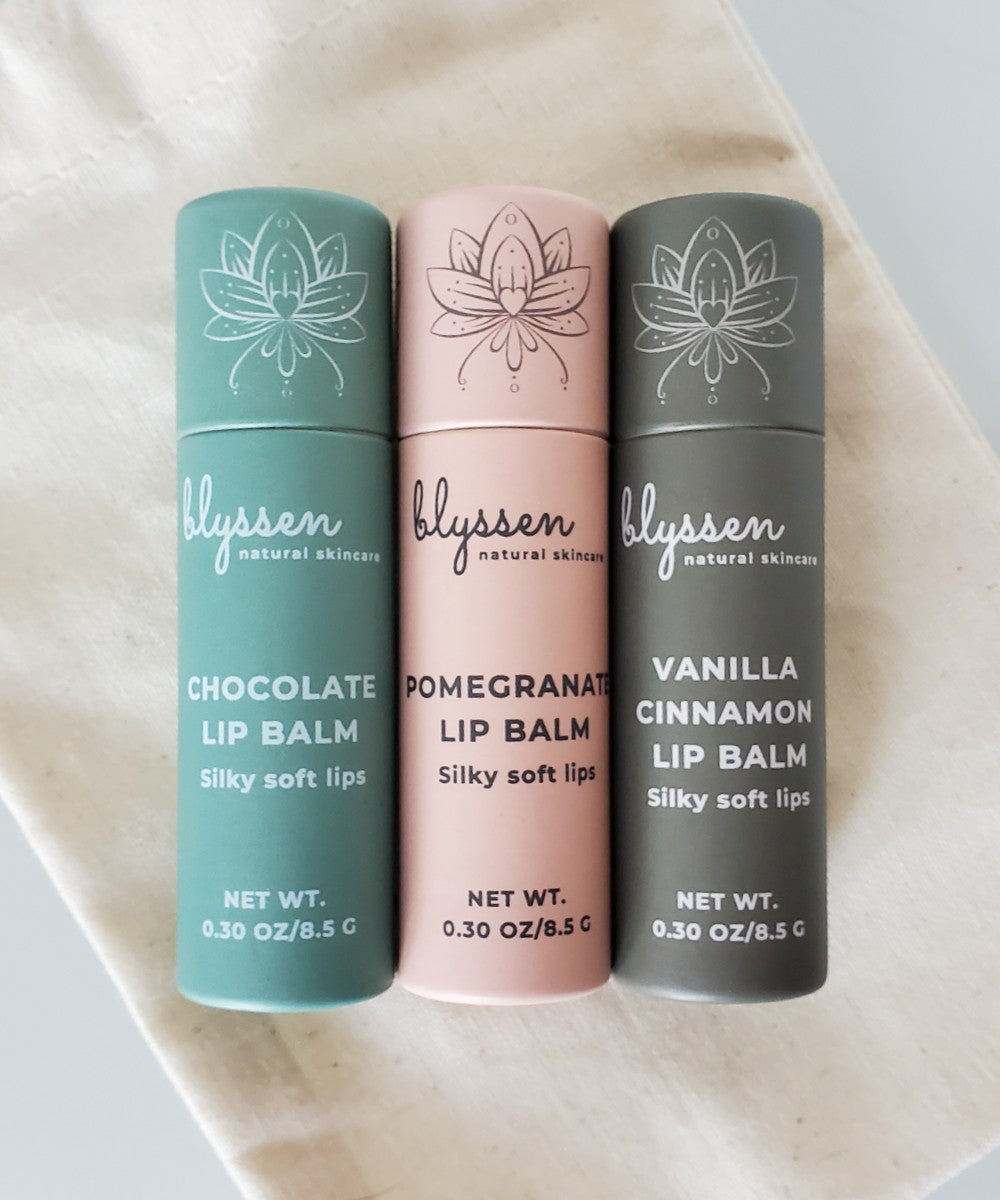 blyssen
natural skincare
CHOCOLATE
LIP BALM
Silky soft lips
NET WT.
0.30 OZ/8.5 G
blyssen
natural skincare
POMEGRANATE
LIP BALM
Silky soft lips
NET WT.
0.30 OZ/8.5 G
blyssen
natural skincare
VANILLA
CINNAMON
LIP BALM
Silky soft lips
NET WT.
0.30 OZ/8.5 G